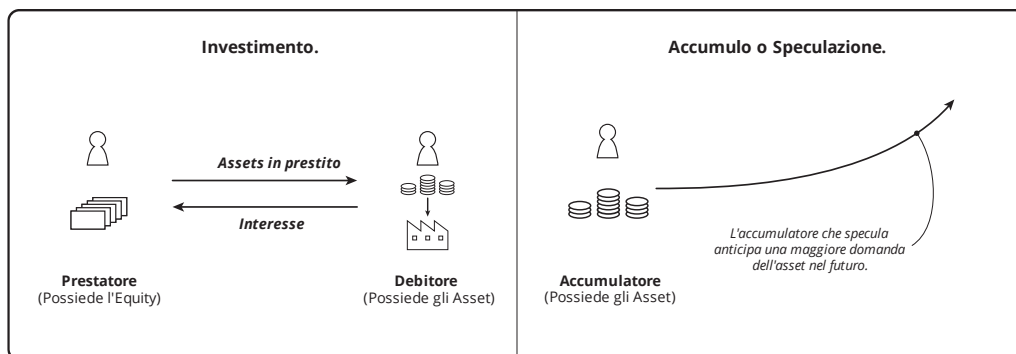 Investimento.
Assets in prestito
Interesse
Prestatore
(Possiede l'Equity)
Debitore
(Possiede gli Asset)
Accumulo o Speculazione.
L'accumulatore che specula
anticipa una maggiore domanda
dell'asset nel futuro.
Accumulatore
(Possiede gli Asset)